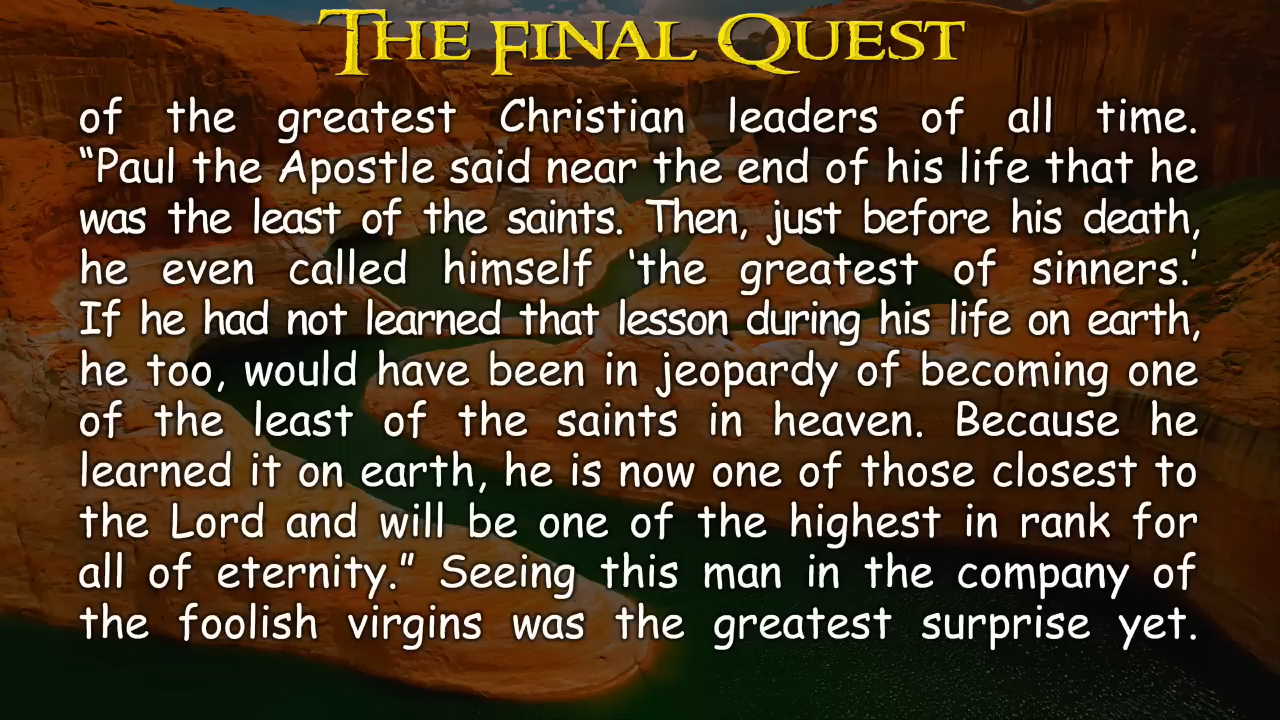 The Final Quest
of the greatest Christian leaders of all time.
“Paul the Apostle said near the end of his life that he
was the least of the saints. Then, just before his death,
he even called himself ‘the greatest of sinners.’
If he had not learned that lesson during his life on earth,
he too, would have been in jeopardy of becoming one
of the least of the saints in heaven. Because he
learned it on earth, he is now one of those closest to
the Lord and will be one of the highest in rank for
all of eternity.” Seeing this man in the company of
the foolish virgins was the greatest surprise yet.